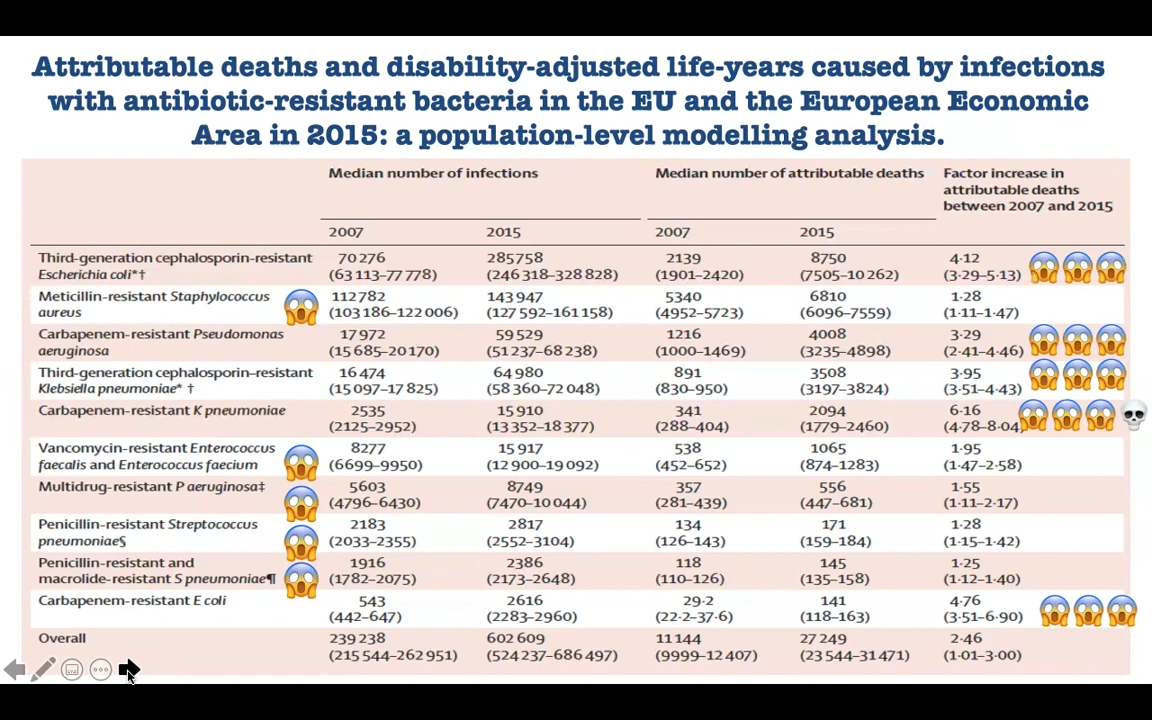 Attributable deaths and disability-adjusted life-years caused by infections
with antibiotic-resistant bacteria in the EU and the European Economic
Area in 2015: a population-level modelling analysis.
Median number of infections Median number of attributable deaths Factor increase in
attributable deaths
between 2007 and 2015
2007 2015 2007 2015
Third-generation cephalosporin-resistant 70 276 285 758 2139 8750 4·12
Escherichia coli*† (63 113–77 778) (246 318–328 828) (1901–2420) (7505–10 262) (3·29–5·13)
Meticillin-resistant Staphylococcus 112 782 143 947 5340 6810 1·28
aureus (103 186–122 006) (127 592–161 158) (4952–5723) (6096–7559) (1·11–1·47)
Carbapenem-resistant Pseudomonas 17 972 59 529 1216 4008 3·29
aeruginosa (15 685–20 170) (51 237–68 238) (1000–1469) (3235–4898) (2·41–4·46)
Third-generation cephalosporin-resistant 16 474 64 980 891 3508 3·95
Klebsiella pneumoniae* † (15 097–17 825) (58 360–72 048) (830–950) (3197–3824) (3·51–4·43)
Carbapenem-resistant K pneumoniae 2535 15 910 341 2094 6·16
(2125–2952) (13 352–18 377) (288–404) (1779–2460) (4·78–8·04)
Vancomycin-resistant Enterococcus 8277 15 917 538 1065 1·95
faecalis and Enterococcus faecium (6699–9950) (12 900–19 092) (452–652) (874–1283) (1·47–2·58)
Multidrug-resistant P aeruginosa‡ 5603 8749 357 556 1·55
(4796–6430) (7470–10 044) (281–439) (447–681) (1·11–2·17)
Penicillin-resistant Streptococcus 2183 2817 134 171 1·28
pneumoniae§ (2033–2355) (2552–3104) (126–143) (159–184) (1·15–1·42)
Penicillin-resistant and 1916 2386 118 145 1·25
macrolide-resistant S pneumoniae¶ (1782–2075) (2173–2648) (110–126) (135–158) (1·12–1·40)
Carbapenem-resistant E coli 543 2616 29·2 141 4·76
(442–647) (2283–2960) (22·2–37·6) (118–163) (3·51–6·90)
Overall 239 238 602 609 11 144 27 249 2·46
(215 544–262 951) (524 237–686 497) (9999–12 407) (23 544–31 471) (1·01–3·00)